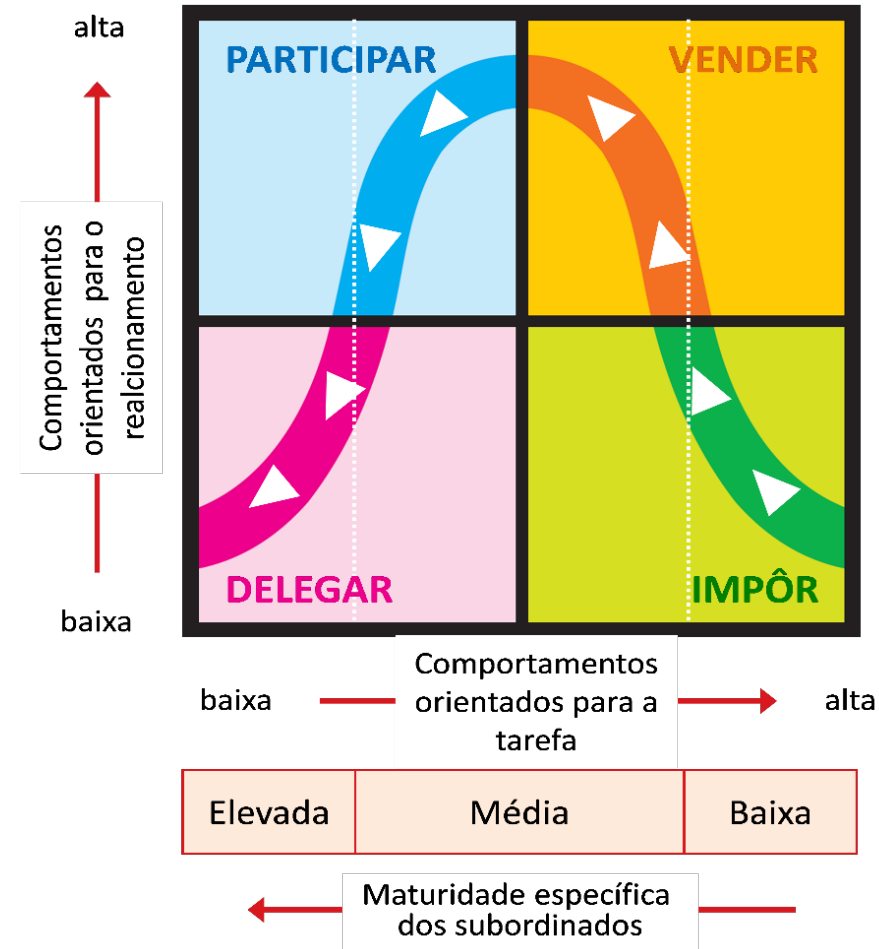 alta
PARTICIPAR
VENDER
Comportamentos
orientados para o
realcionamento
DELEGAR
IMPÔR
baixa
baixa
Comportamentos
orientados para a
tarefa
alta
Elevada
Média
Baixa
Maturidade específica
dos subordinados